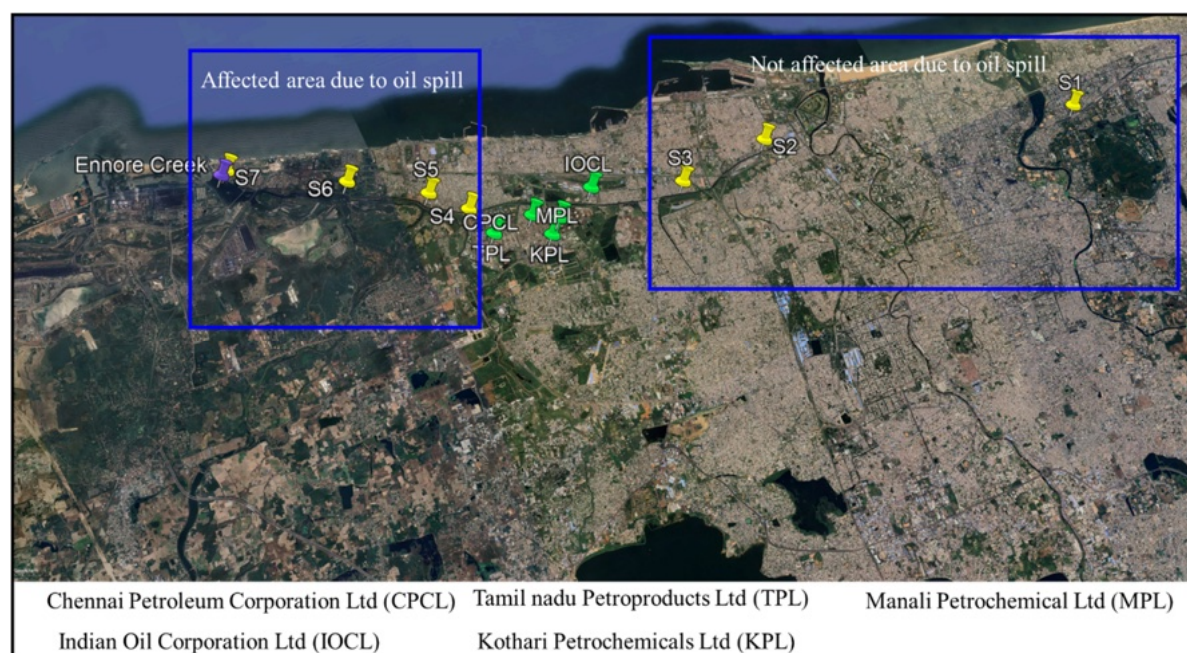 Affected area due to oil spill
Not affected area due to oil spill
S1
S2
S3
IOCL
Ennore Creek
S7
S6
S5
S4
CPCL
MPL
TPL
KPL
Chennai Petroleum Corporation Ltd (CPCL)
Tamil nadu Petroproducts Ltd (TPL)
Manali Petrochemical Ltd (MPL)
Indian Oil Corporation Ltd (IOCL)
Kothari Petrochemicals Ltd (KPL)